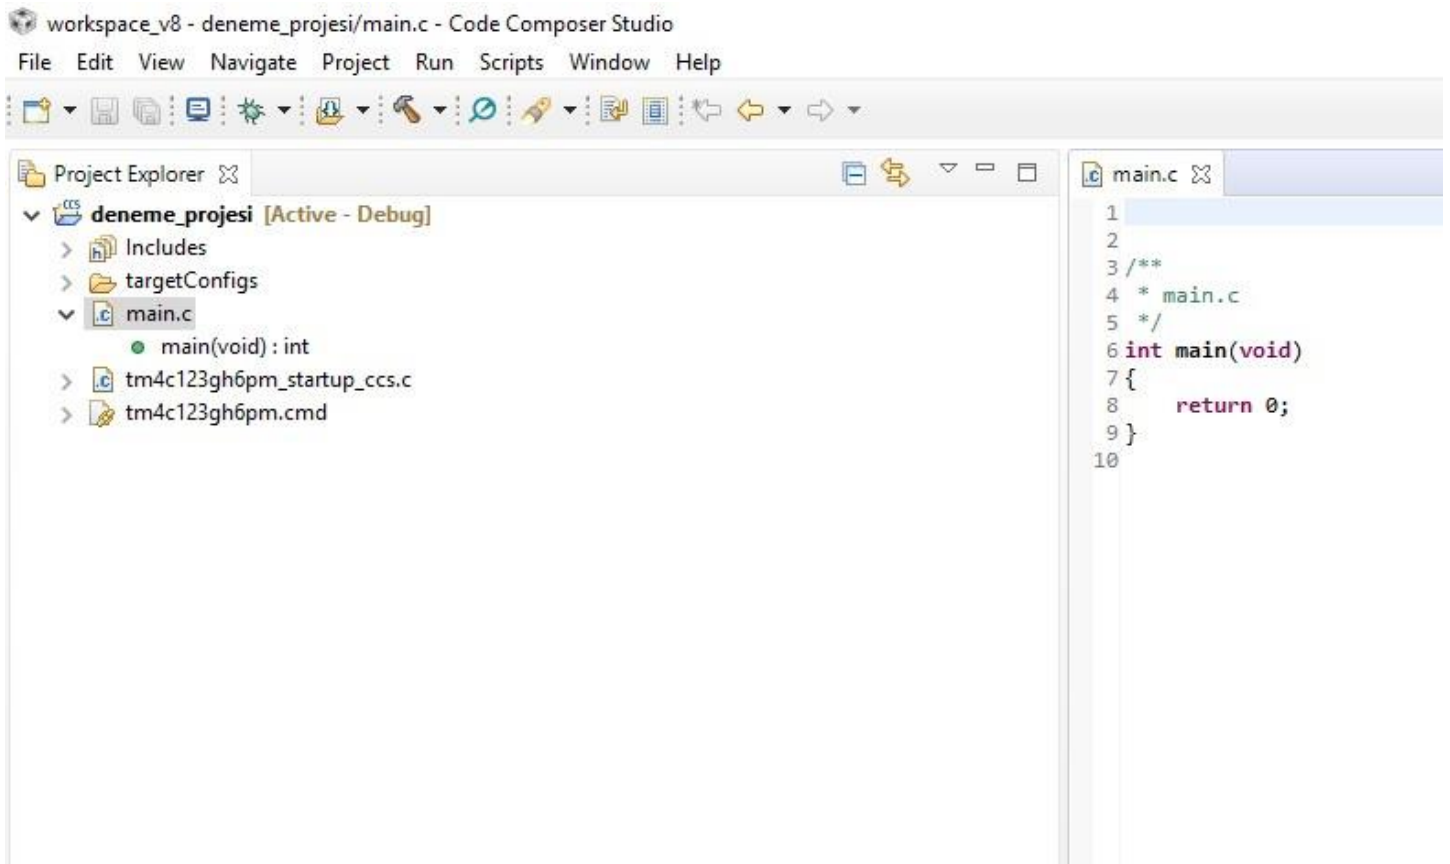 workspace_v8 - deneme_projesi/main.c - Code Composer Studio
File Edit View Navigate Project Run Scripts Window Help
Project Explorer
deneme_projesi [Active - Debug]
Includes
targetConfigs
main.c
main(void) : int
tm4c123gh6pm_startup_ccs.c
tm4c123gh6pm.cmd
main.c
1
2
3 /**
4  * main.c
5  */
6 int main(void)
7 {
8     return 0;
9 }
10